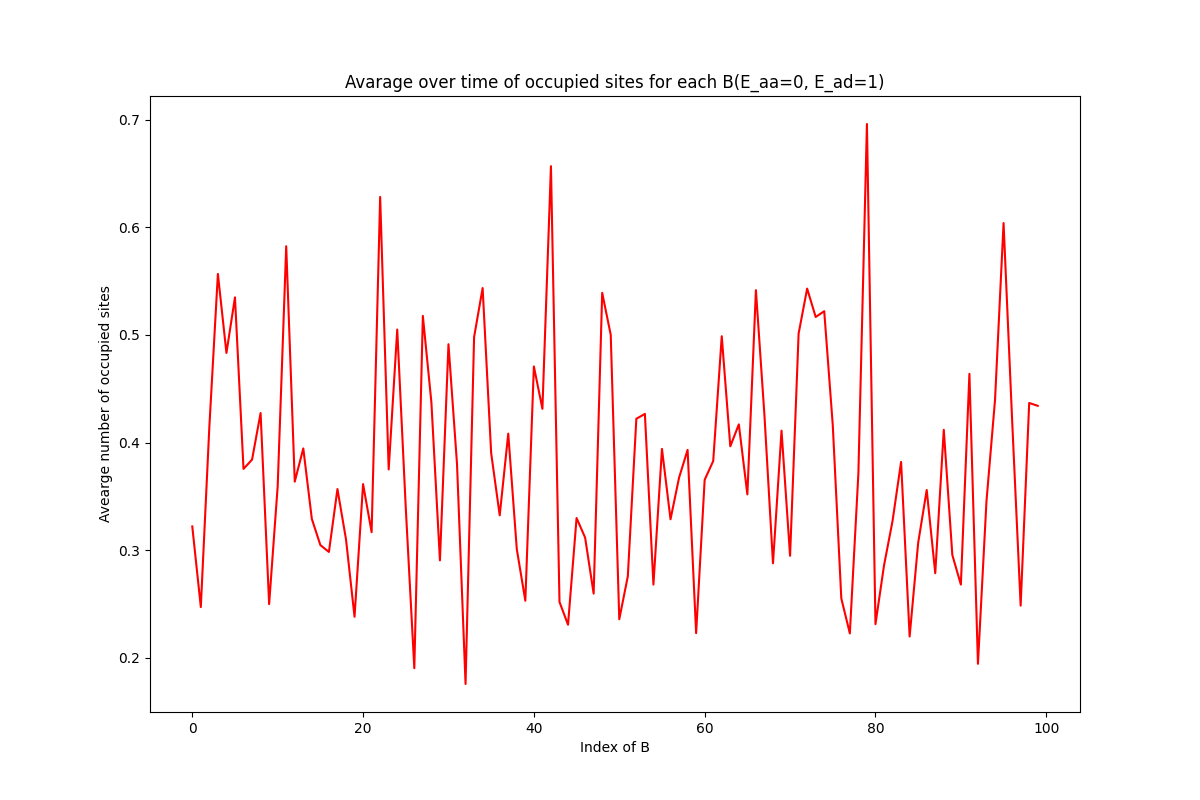 Avarage over time of occupied sites for each B(E_aa=0, E_ad=1)
0.7
0.6
0.5
0.4
0.3
0.2
Avearge number of occupied sites
0 20 40 60 80 100
Index of B